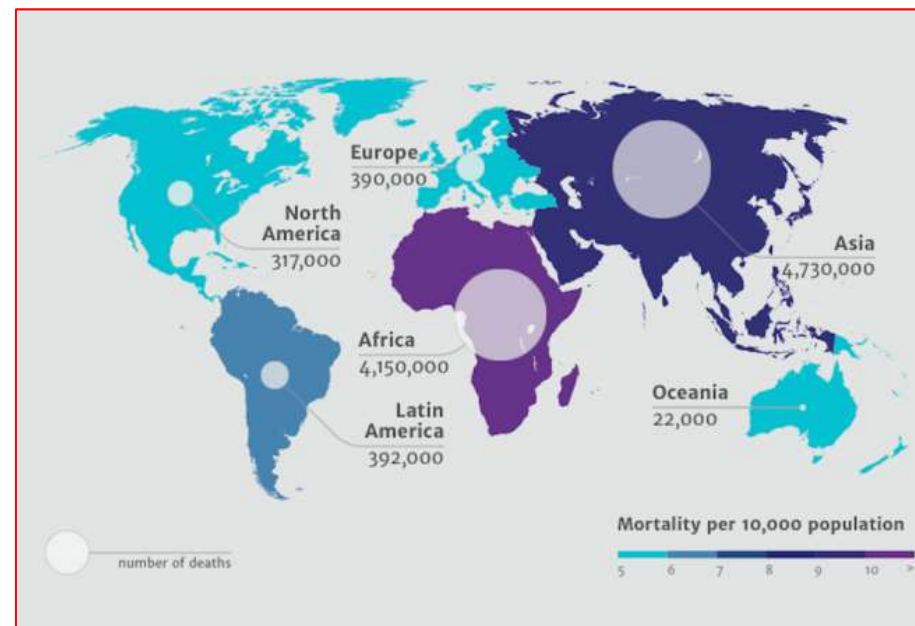 Europe
390,000
North
America
317,000
Asia
4,730,000
Africa
4,150,000
Latin
America
392,000
Oceania
22,000
Mortality per 10,000 population
5 6 7 8 9 10 >
number of deaths